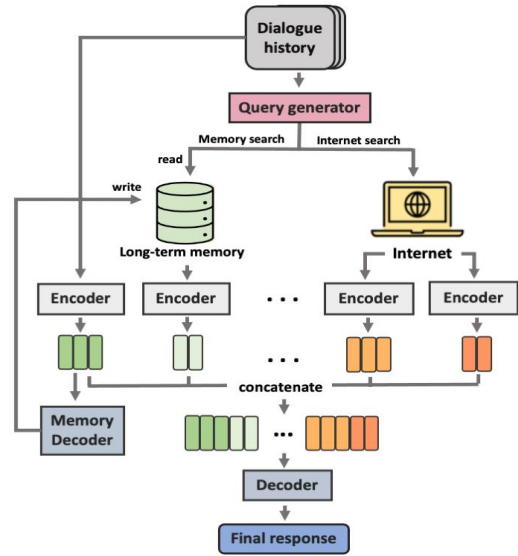 Dialogue
history
Query generator
Memory search
Internet search
read
write
Long-term memory
Internet
Encoder
Encoder
...
Encoder
Encoder
...
concatenate
Memory
Decoder
...
Decoder
Final response